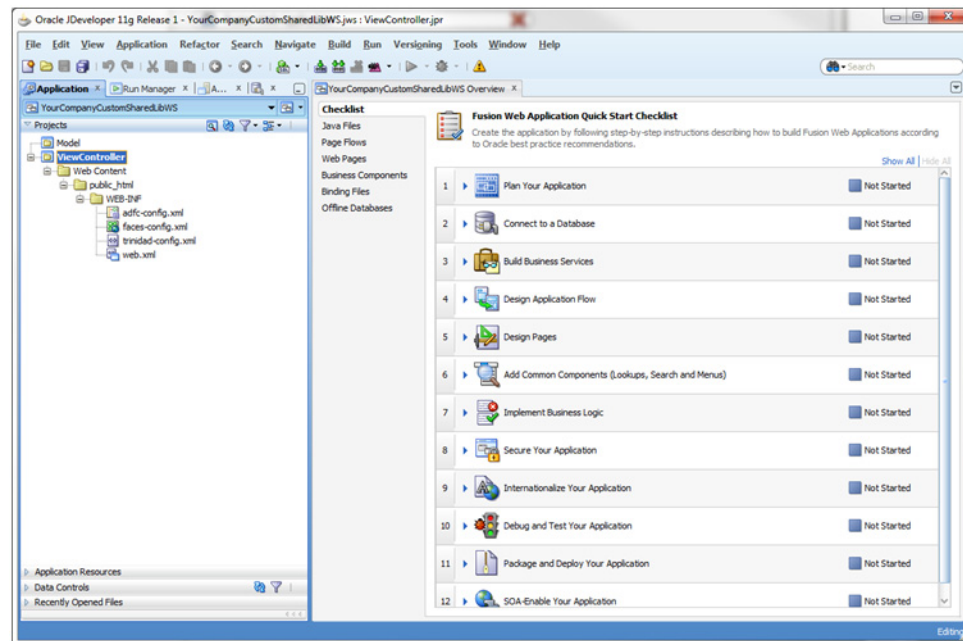 Oracle JDeveloper 11g Release 1 - YourCompanyCustomSharedLibWS.jws : ViewController.jpr
File Edit View Application Refactor Search Navigate Build Run Versioning Tools Window Help
Search
Application Run Manager A...
YourCompanyCustomSharedLibWS Overview
YourCompanyCustomSharedLibWS
Projects
Model
ViewController
Web Content
public_html
WEB-INF
adfc-config.xml
faces-config.xml
trinidad-config.xml
web.xml
Application Resources
Data Controls
Recently Opened Files
Checklist
Java Files
Page Flows
Web Pages
Business Components
Binding Files
Offline Databases
Fusion Web Application Quick Start Checklist
Create the application by following step-by-step instructions describing how to build Fusion Web Applications according
to Oracle best practice recommendations.
Show All Hide All
1 Plan Your Application Not Started
2 Connect to a Database Not Started
3 Build Business Services Not Started
4 Design Application Flow Not Started
5 Design Pages Not Started
6 Add Common Components (Lookups, Search and Menus) Not Started
7 Implement Business Logic Not Started
8 Secure Your Application Not Started
9 Internationalize Your Application Not Started
10 Debug and Test Your Application Not Started
11 Package and Deploy Your Application Not Started
12 SOA-Enable Your Application Not Started
Editing